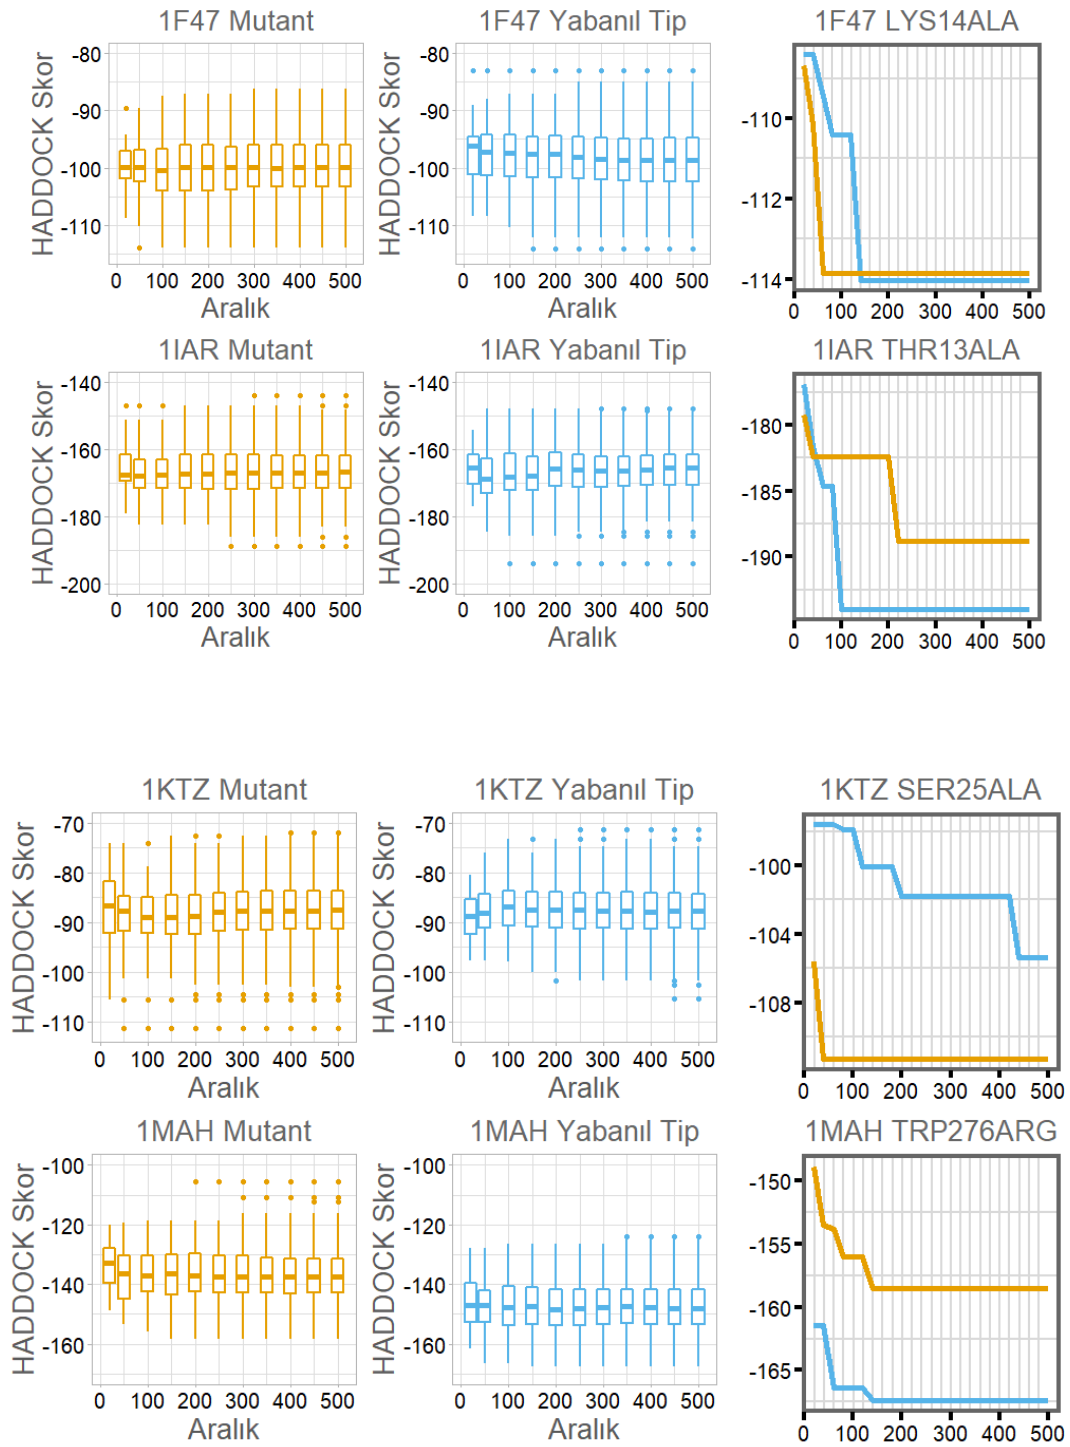 1F47 Mutant 1F47 Yabanıl Tip 1F47 LYS14ALA
HADDOCK Skor
-80
-90
-100
-110
0 100 200 300 400 500
Aralık
HADDOCK Skor
-80
-90
-100
-110
0 100 200 300 400 500
Aralık
-110
-112
-114
0 100 200 300 400 500
1IAR Mutant 1IAR Yabanıl Tip 1IAR THR13ALA
HADDOCK Skor
-140
-160
-180
-200
0 100 200 300 400 500
Aralık
HADDOCK Skor
-140
-160
-180
-200
0 100 200 300 400 500
Aralık
-180
-185
-190
0 100 200 300 400 500
1KTZ Mutant 1KTZ Yabanıl Tip 1KTZ SER25ALA
HADDOCK Skor
-70
-80
-90
-100
-110
0 100 200 300 400 500
Aralık
HADDOCK Skor
-70
-80
-90
-100
-110
0 100 200 300 400 500
Aralık
-100
-104
-108
0 100 200 300 400 500
1MAH Mutant 1MAH Yabanıl Tip 1MAH TRP276ARG
HADDOCK Skor
-100
-120
-140
-160
0 100 200 300 400 500
Aralık
HADDOCK Skor
-100
-120
-140
-160
0 100 200 300 400 500
Aralık
-150
-155
-160
-165
0 100 200 300 400 500